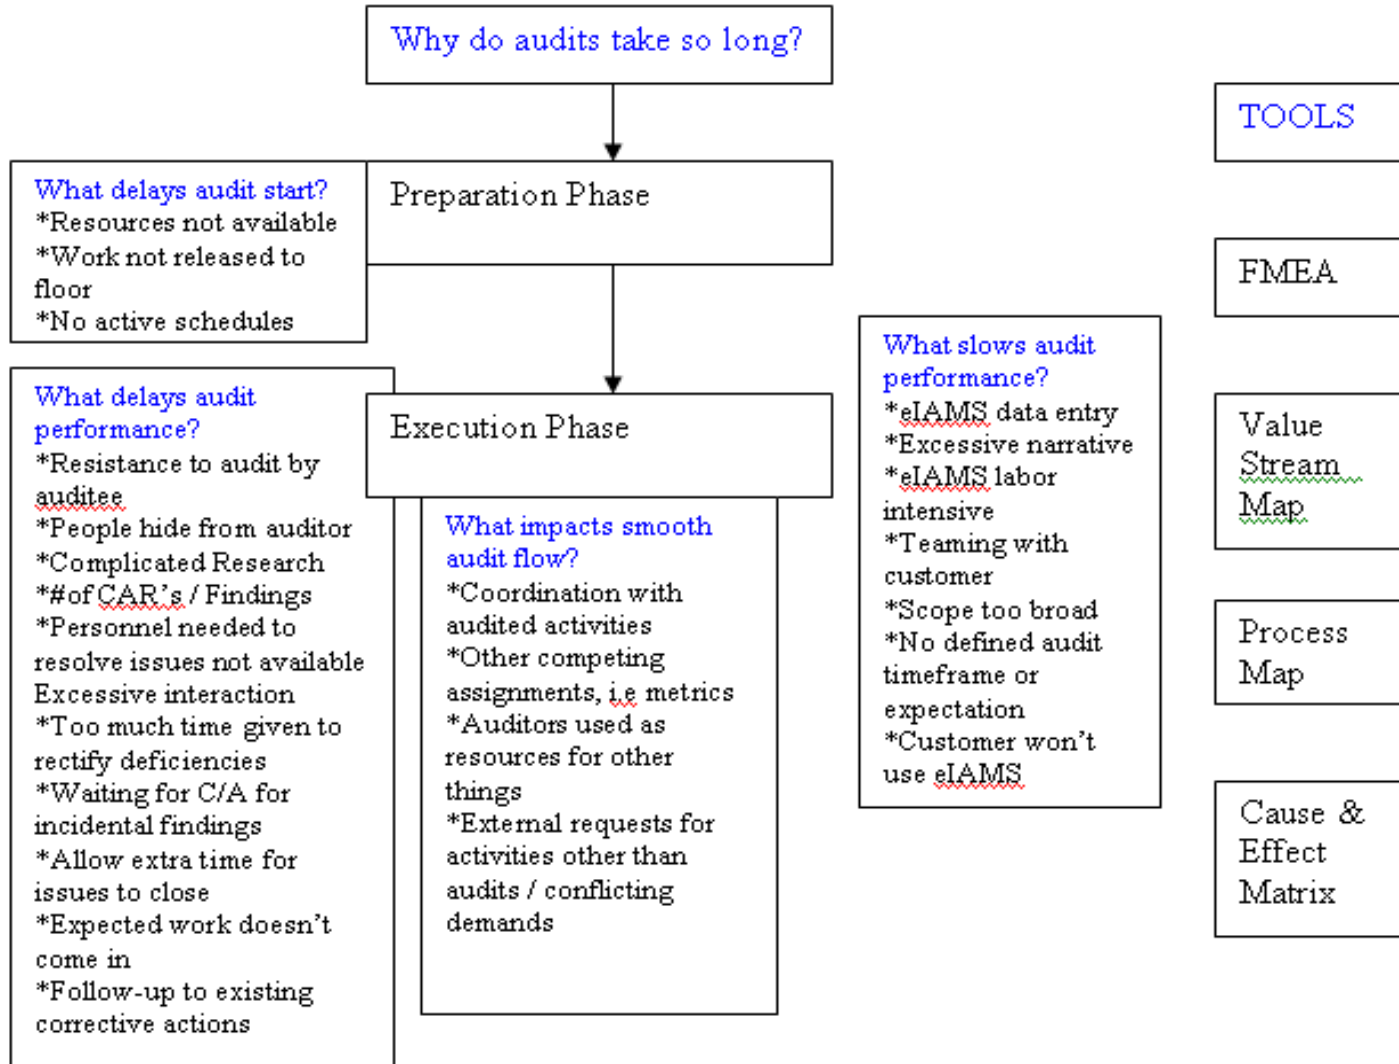 Why do audits take so long?
TOOLS
What delays audit start?
*Resources not available
*Work not released to
floor
*No active schedules
Preparation Phase
FMEA
What delays audit
performance?
*Resistance to audit by
auditee
*People hide from auditor
*Complicated Research
*#of CAR's / Findings
*Personnel needed to
resolve issues not available
Excessive interaction
*Too much time given to
rectify deficiencies
*Waiting for C/A for
incidental findings
*Allow extra time for
issues to close
*Expected work doesn't
come in
*Follow-up to existing
corrective actions
Execution Phase
What impacts smooth
audit flow?
*Coordination with
audited activities
*Other competing
assignments, i.e metrics
*Auditors used as
resources for other
things
*External requests for
activities other than
audits / conflicting
demands
What slows audit
performance?
*eIAMS data entry
*Excessive narrative
*eIAMS labor
intensive
*Teaming with
customer
*Scope too broad
*No defined audit
timeframe or
expectation
*Customer won't
use eIAMS
Value
Stream
Map
Process
Map
Cause &
Effect
Matrix